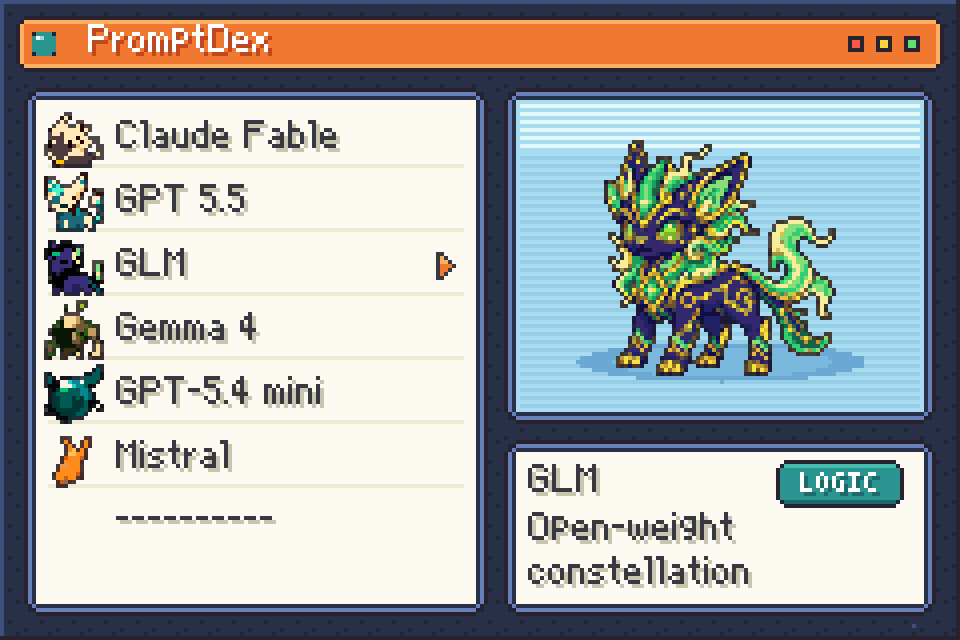 PromptDex
Claude Fable
GPT 5.5
GLM
Gemma 4
GPT-5.4 mini
Mistral
----------
GLM
LOGIC
Open-weight
constellation